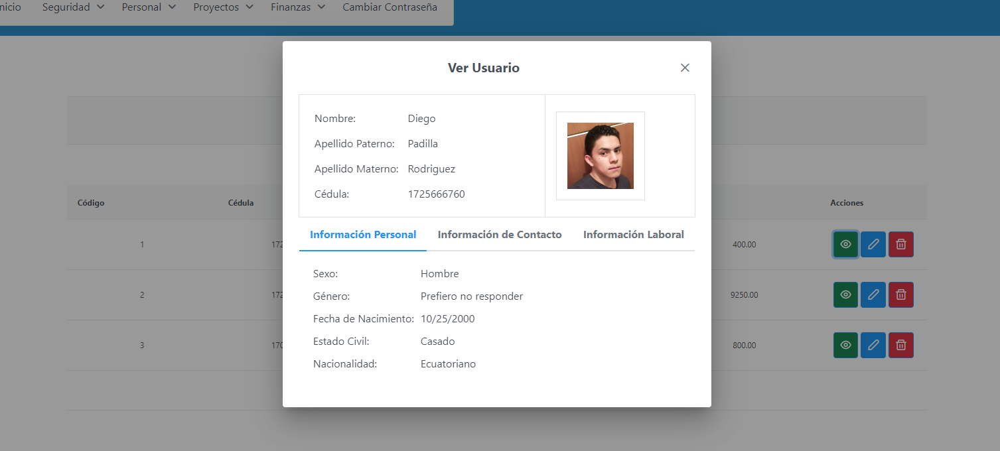 nicio Seguridad Personal Proyectos Finanzas Cambiar Contraseña
Ver Usuario
Nombre: Diego
Apellido Paterno: Padilla
Apellido Materno: Rodriguez
Cédula: 1725666760
Código Cédula Acciones
Información Personal Información de Contacto Información Laboral
1 172 400.00
Sexo: Hombre
2 172 9250.00
Género: Prefiero no responder
Fecha de Nacimiento: 10/25/2000
Estado Civil: Casado
3 170 800.00
Nacionalidad: Ecuatoriano